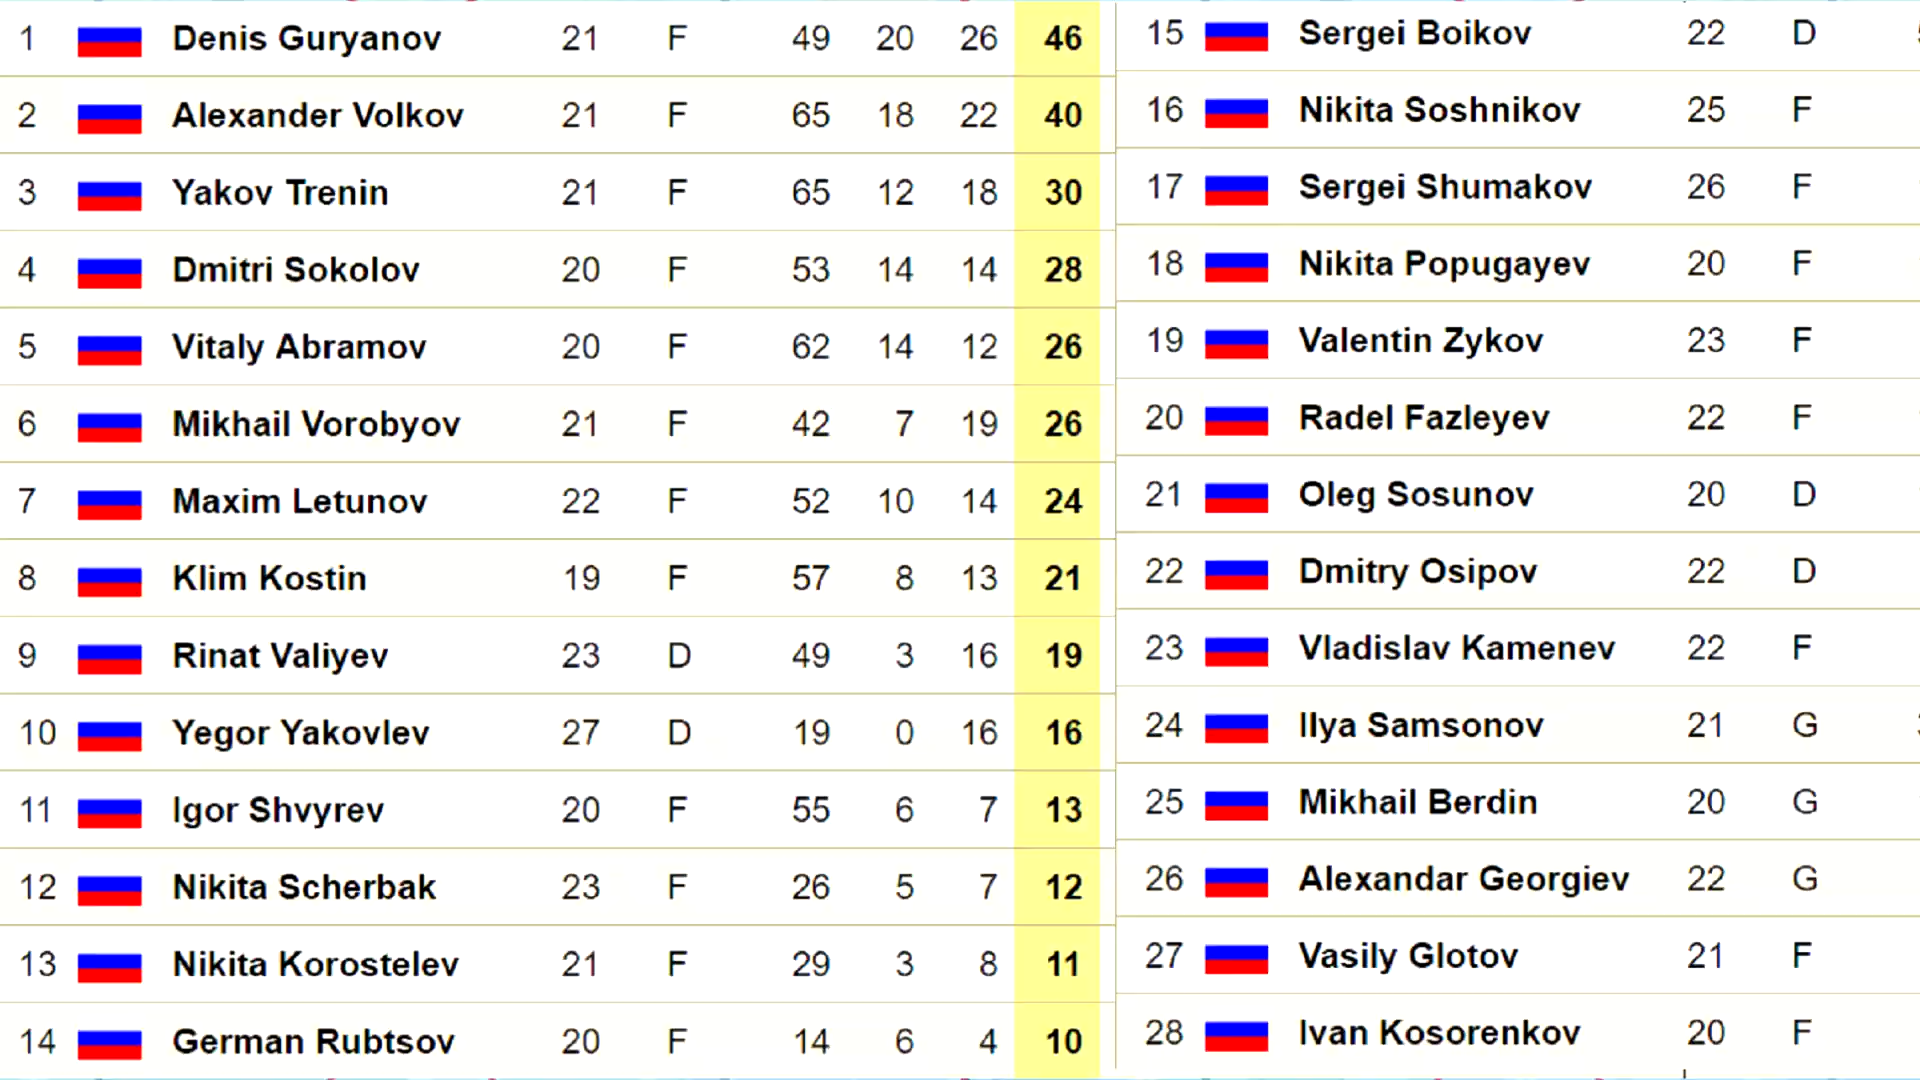 1 Denis Guryanov 21 F 49 20 26 46
2 Alexander Volkov 21 F 65 18 22 40
3 Yakov Trenin 21 F 65 12 18 30
4 Dmitri Sokolov 20 F 53 14 14 28
5 Vitaly Abramov 20 F 62 14 12 26
6 Mikhail Vorobyov 21 F 42 7 19 26
7 Maxim Letunov 22 F 52 10 14 24
8 Klim Kostin 19 F 57 8 13 21
9 Rinat Valiyev 23 D 49 3 16 19
10 Yegor Yakovlev 27 D 19 0 16 16
11 Igor Shvyrev 20 F 55 6 7 13
12 Nikita Scherbak 23 F 26 5 7 12
13 Nikita Korostelev 21 F 29 3 8 11
14 German Rubtsov 20 F 14 6 4 10
15 Sergei Boikov 22 D
16 Nikita Soshnikov 25 F
17 Sergei Shumakov 26 F
18 Nikita Popugayev 20 F
19 Valentin Zykov 23 F
20 Radel Fazleyev 22 F
21 Oleg Sosunov 20 D
22 Dmitry Osipov 22 D
23 Vladislav Kamenev 22 F
24 Ilya Samsonov 21 G
25 Mikhail Berdin 20 G
26 Alexandar Georgiev 22 G
27 Vasily Glotov 21 F
28 Ivan Kosorenkov 20 F